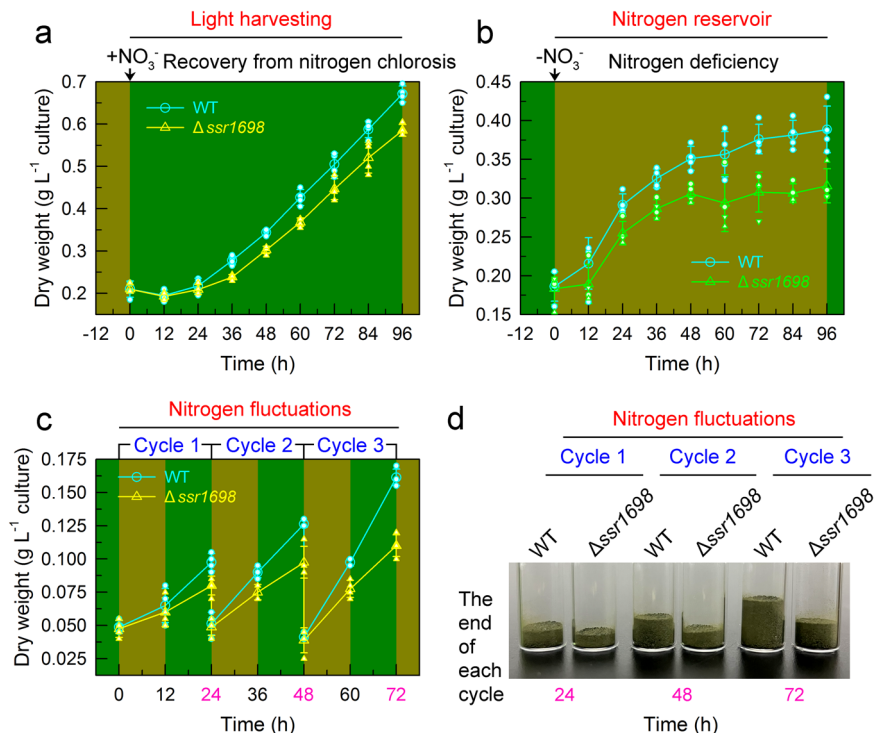 a
Light harvesting
+NO₃⁻
Recovery from nitrogen chlorosis
WT
Δssr1698
Dry weight (g L⁻¹ culture)
0.7
0.6
0.5
0.4
0.3
0.2
-12 0 12 24 36 48 60 72 84 96
Time (h)
b
Nitrogen reservoir
-NO₃⁻
Nitrogen deficiency
WT
Δssr1698
Dry weight (g L⁻¹ culture)
0.45
0.40
0.35
0.30
0.25
0.20
0.15
-12 0 12 24 36 48 60 72 84 96
Time (h)
c
Nitrogen fluctuations
Cycle 1 Cycle 2 Cycle 3
WT
Δssr1698
Dry weight (g L⁻¹ culture)
0.175
0.150
0.125
0.100
0.075
0.050
0.025
0 12 24 36 48 60 72
Time (h)
d
Nitrogen fluctuations
Cycle 1 Cycle 2 Cycle 3
WT Δssr1698 WT Δssr1698 WT Δssr1698
The
end
of
each
cycle
24 48 72
Time (h)